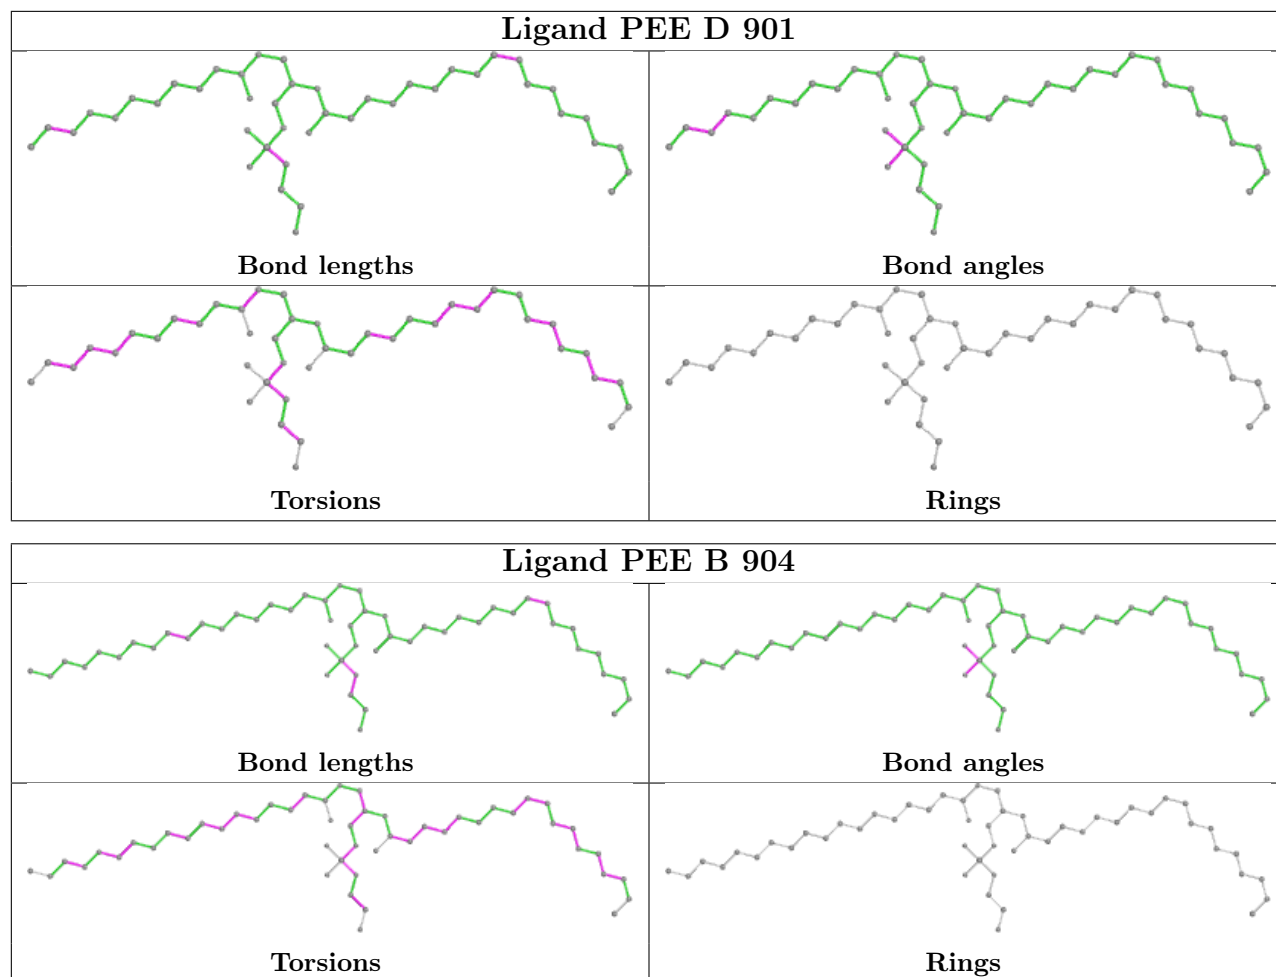 Ligand PEE D 901
Bond lengths
Bond angles
Torsions
Rings
Ligand PEE B 904
Bond lengths
Bond angles
Torsions
Rings